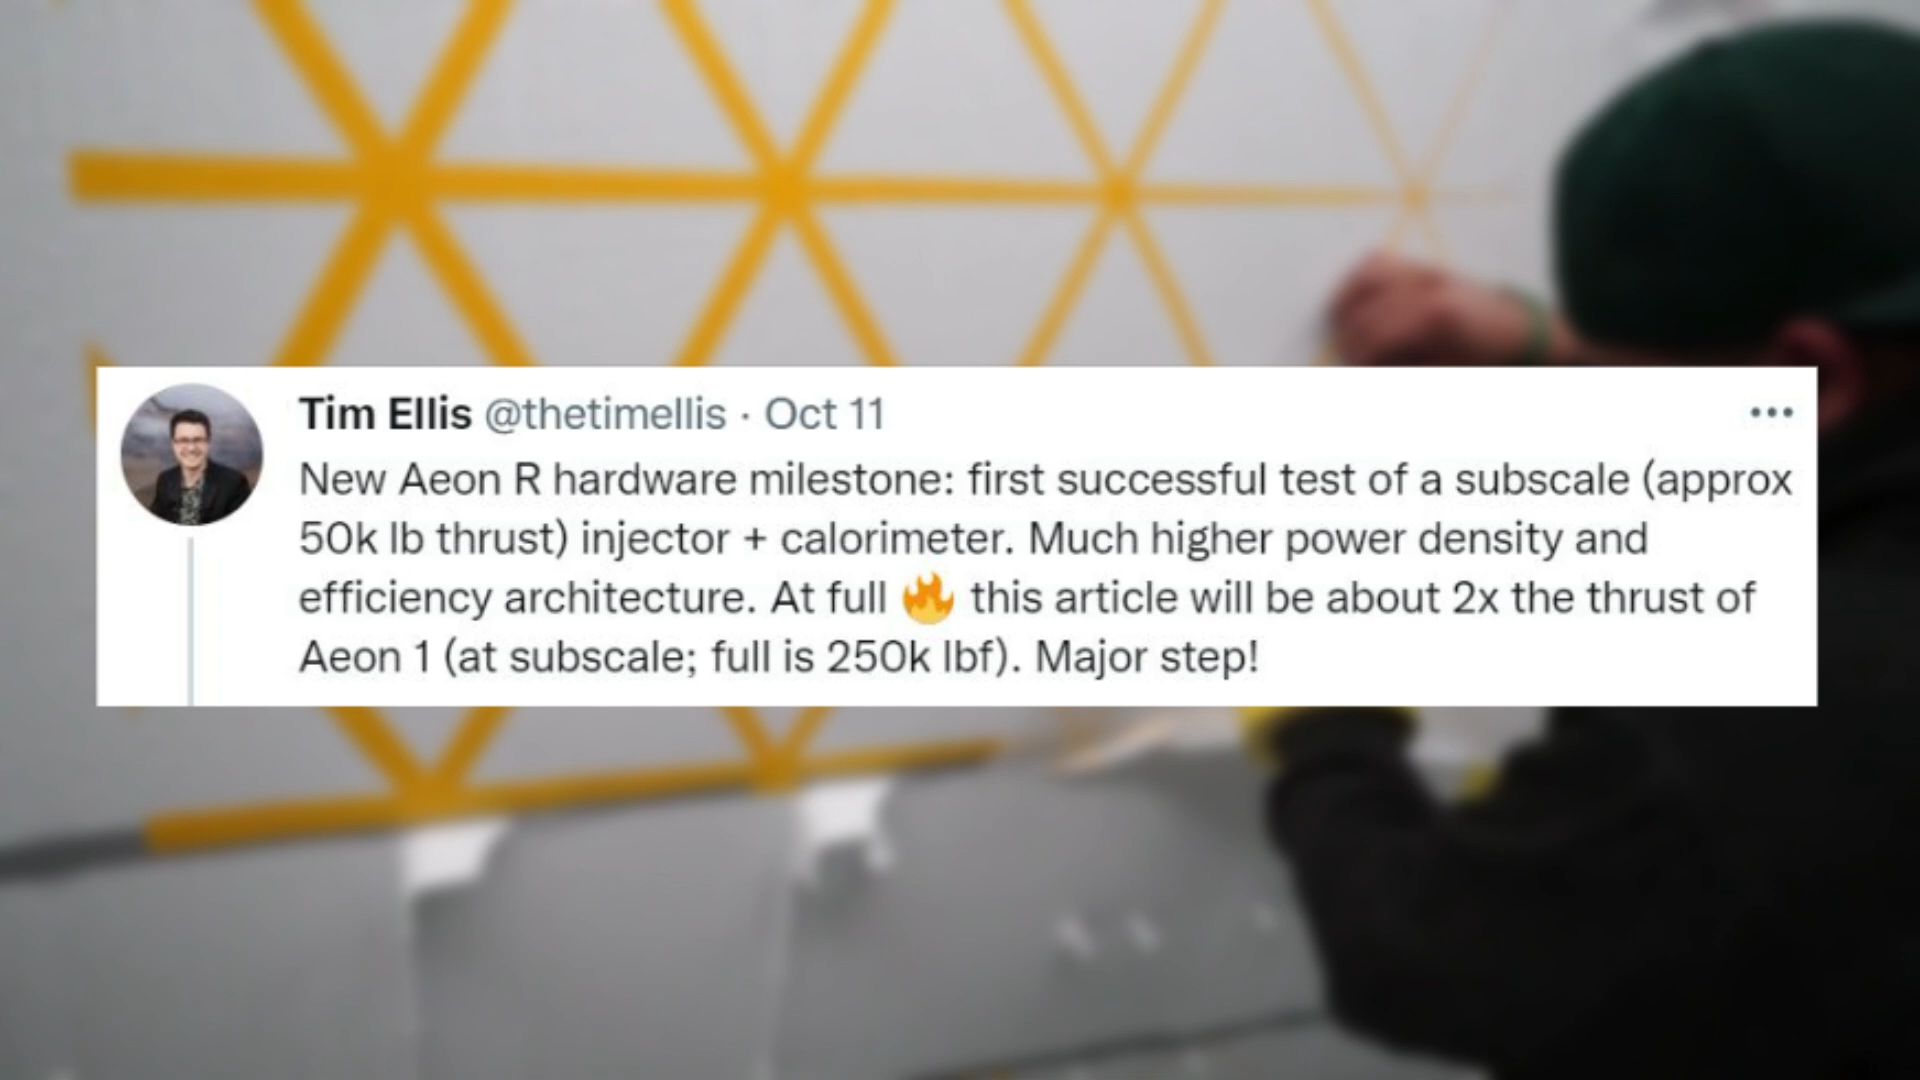 Tim Ellis @thetimellis · Oct 11
New Aeon R hardware milestone: first successful test of a subscale (approx
50k lb thrust) injector + calorimeter. Much higher power density and
efficiency architecture. At full 🔥 this article will be about 2x the thrust of
Aeon 1 (at subscale; full is 250k lbf). Major step!